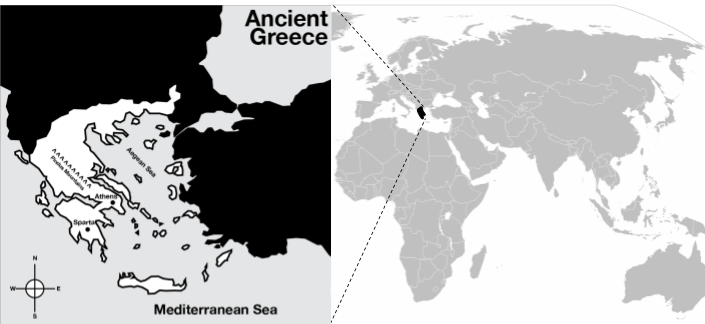 Ancient
Greece
Aegean Sea
Pindus Mountains
Athens
Sparta
N
W
E
S
Mediterranean Sea